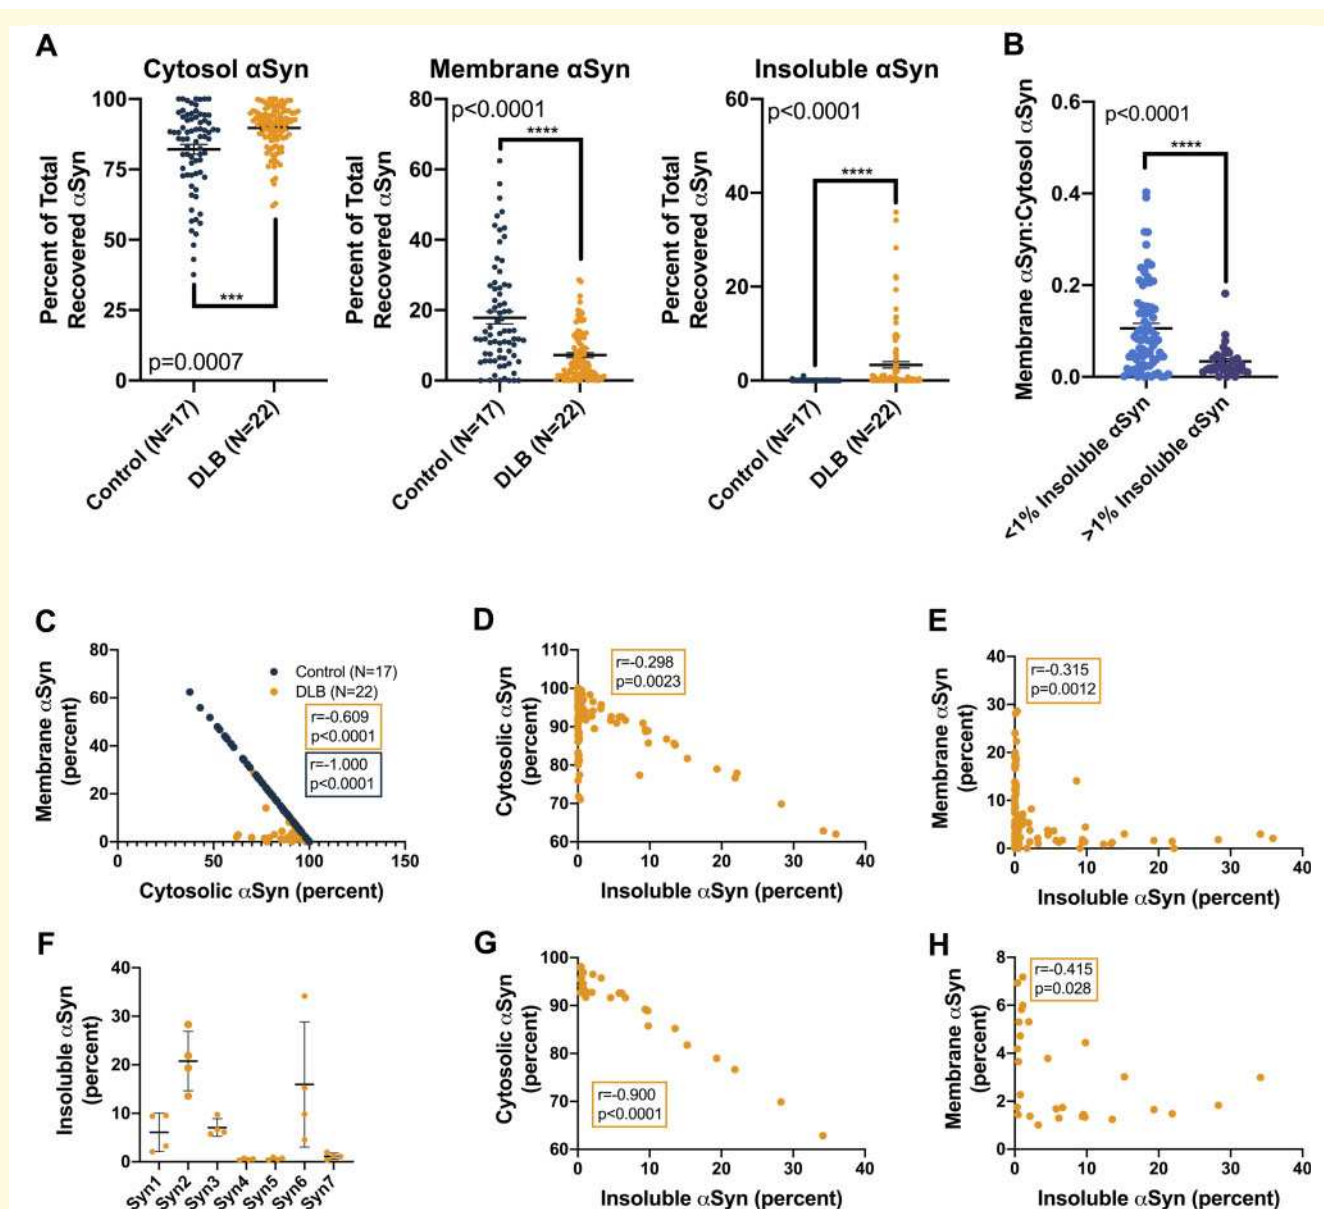 A
Cytosol αSyn
Percent of Total
Recovered αSyn
100
75
50
25
0
***
p=0.0007
Control (N=17)
DLB (N=22)
Membrane αSyn
Percent of Total
Recovered αSyn
80
60
40
20
0
p<0.0001
****
Control (N=17)
DLB (N=22)
Insoluble αSyn
Percent of Total
Recovered αSyn
60
40
20
0
p<0.0001
****
Control (N=17)
DLB (N=22)
B
Membrane αSyn:Cytosol αSyn
0.6
0.4
0.2
0.0
p<0.0001
****
<1% Insoluble αSyn
>1% Insoluble αSyn
C
Membrane αSyn
(percent)
80
60
40
20
0
Control (N=17)
DLB (N=22)
r=-0.609
p<0.0001
r=-1.000
p<0.0001
0 50 100 150
Cytosolic αSyn (percent)
D
Cytosolic αSyn
(percent)
110
100
90
80
70
60
r=-0.298
p=0.0023
0 10 20 30 40
Insoluble αSyn (percent)
E
Membrane αSyn
(percent)
40
30
20
10
0
r=-0.315
p=0.0012
0 10 20 30 40
Insoluble αSyn (percent)
F
Insoluble αSyn
(percent)
40
30
20
10
0
Syn1
Syn2
Syn3
Syn4
Syn5
Syn6
Syn7
G
Cytosolic αSyn
(percent)
100
90
80
70
60
r=-0.900
p<0.0001
0 10 20 30 40
Insoluble αSyn (percent)
H
Membrane αSyn
(percent)
8
6
4
2
0
r=-0.415
p=0.028
0 10 20 30 40
Insoluble αSyn (percent)